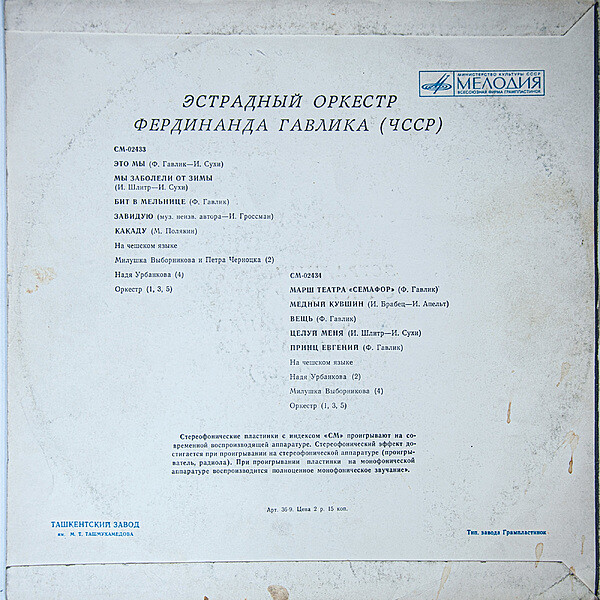 МИНИСТЕРСТВО КУЛЬТУРЫ СССР
МЕЛОДИЯ
ВСЕСОЮЗНАЯ ФИРМА ГРАМПЛАСТИНОК
ЭСТРАДНЫЙ ОРКЕСТР
ФЕРДИНАНДА ГАВЛИКА (ЧССР)
СМ-02433
ЭТО МЫ (Ф. Гавлик—И. Сухи)
МЫ ЗАБОЛЕЛИ ОТ ЗИМЫ
(И. Шлитр—И. Сухи)
БИТ В МЕЛЬНИЦЕ (Ф. Гавлик)
ЗАВИДУЮ (муз. неизв. автора—И. Гроссман)
КАКАДУ (М. Полякин)
На чешском языке
Милушка Выборникова и Петра Черноцка (2)
Надя Урбанкова (4)
Оркестр (1, 3, 5)
СМ-02434
МАРШ ТЕАТРА «СЕМАФОР» (Ф. Гавлик)
МЕДНЫЙ КУВШИН (И. Брабец—И. Апельт)
ВЕЩЬ (Ф. Гавлик)
ЦЕЛУЙ МЕНЯ (И. Шлитр—И. Сухи)
ПРИНЦ ЕВГЕНИЙ (Ф. Гавлик)
На чешском языке
Надя Урбанкова (2)
Милушка Выборникова (4)
Оркестр (1, 3, 5)
Стереофонические пластинки с индексом «СМ» проигрывают на со-
временной воспроизводящей аппаратуре. Стереофонический эффект до-
стигается при проигрывании на стереофонической аппаратуре (проигры-
ватель, радиола). При проигрывании пластинки на монофонической
аппаратуре воспроизводится полноценное монофоническое звучание».
Арт. 36-9. Цена 2 р. 15 коп.
ТАШКЕНТСКИЙ ЗАВОД
им. М. Т. ТАШМУХАМЕДОВА
Тип. завода Грампластинок